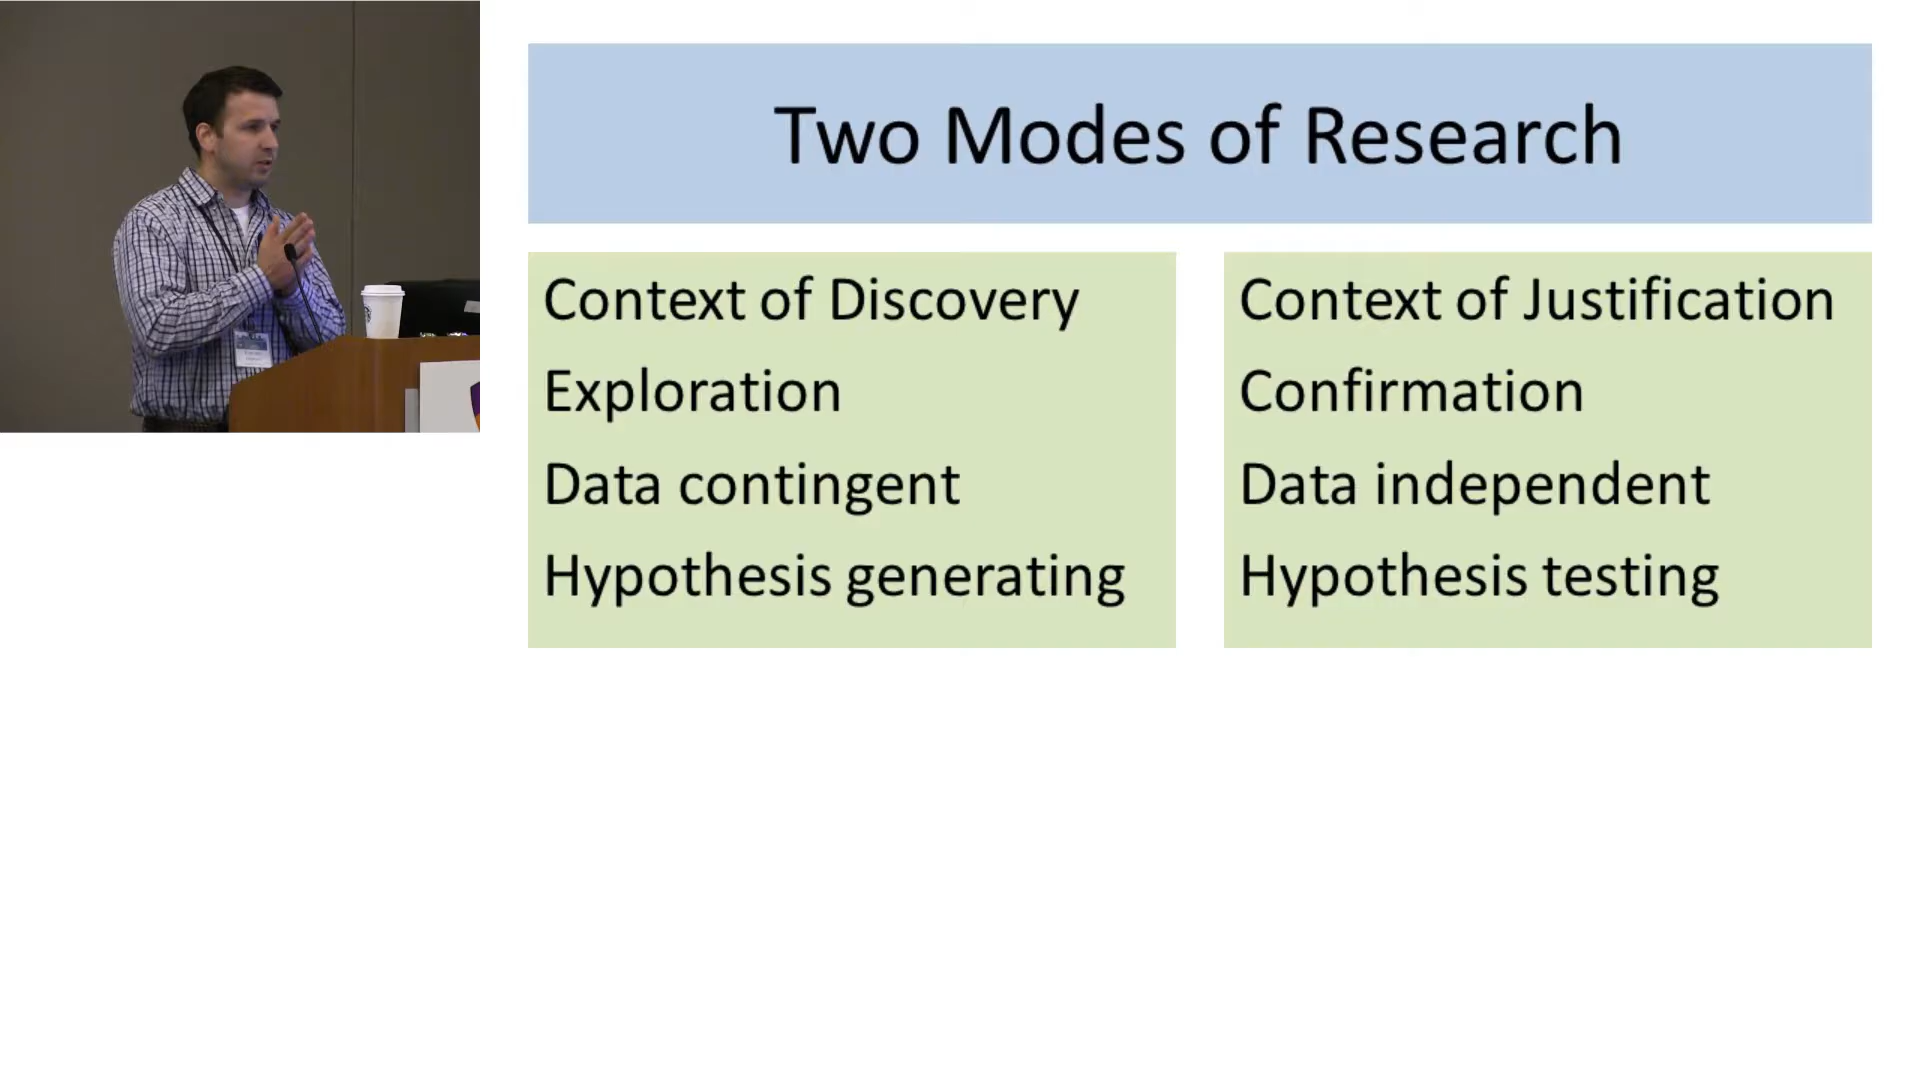 Two Modes of Research
Context of Discovery
Exploration
Data contingent
Hypothesis generating
Context of Justification
Confirmation
Data independent
Hypothesis testing